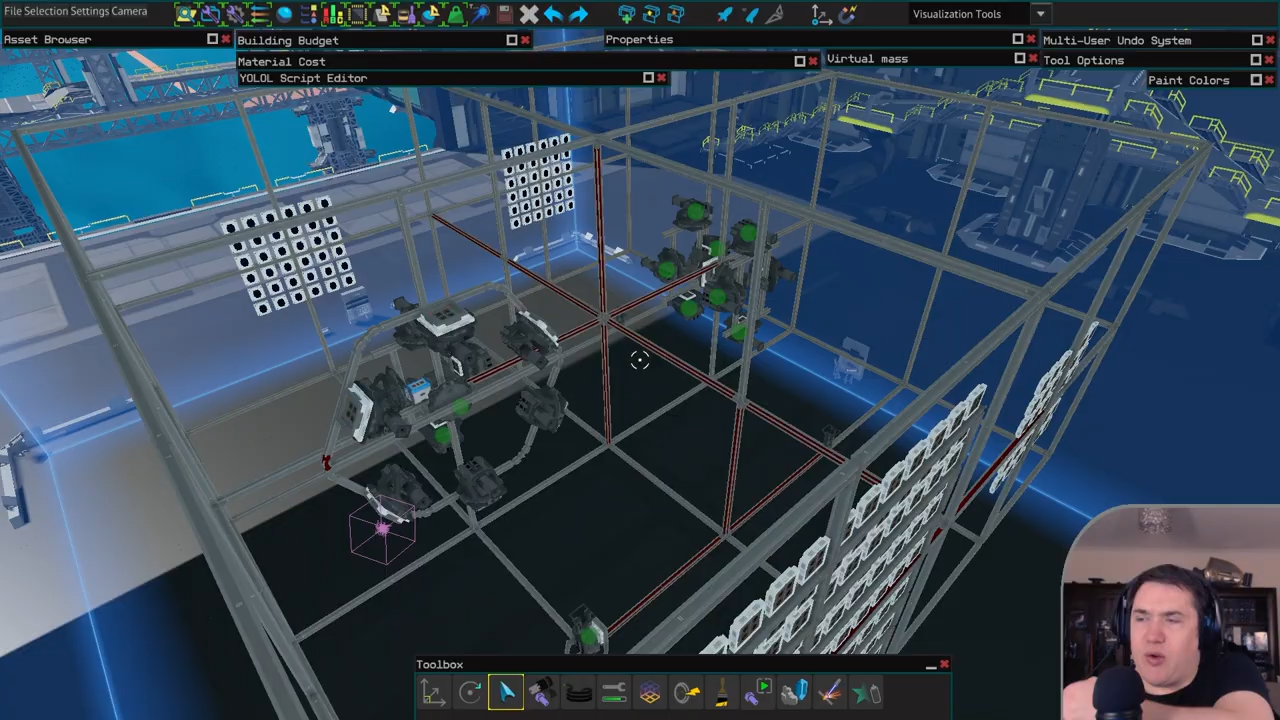 File Selection Settings Camera
Visualization Tools
Asset Browser
Building Budget
Properties
Multi-User Undo System
Material Cost
Virtual mass
Tool Options
YOLOL Script Editor
Paint Colors
Toolbox